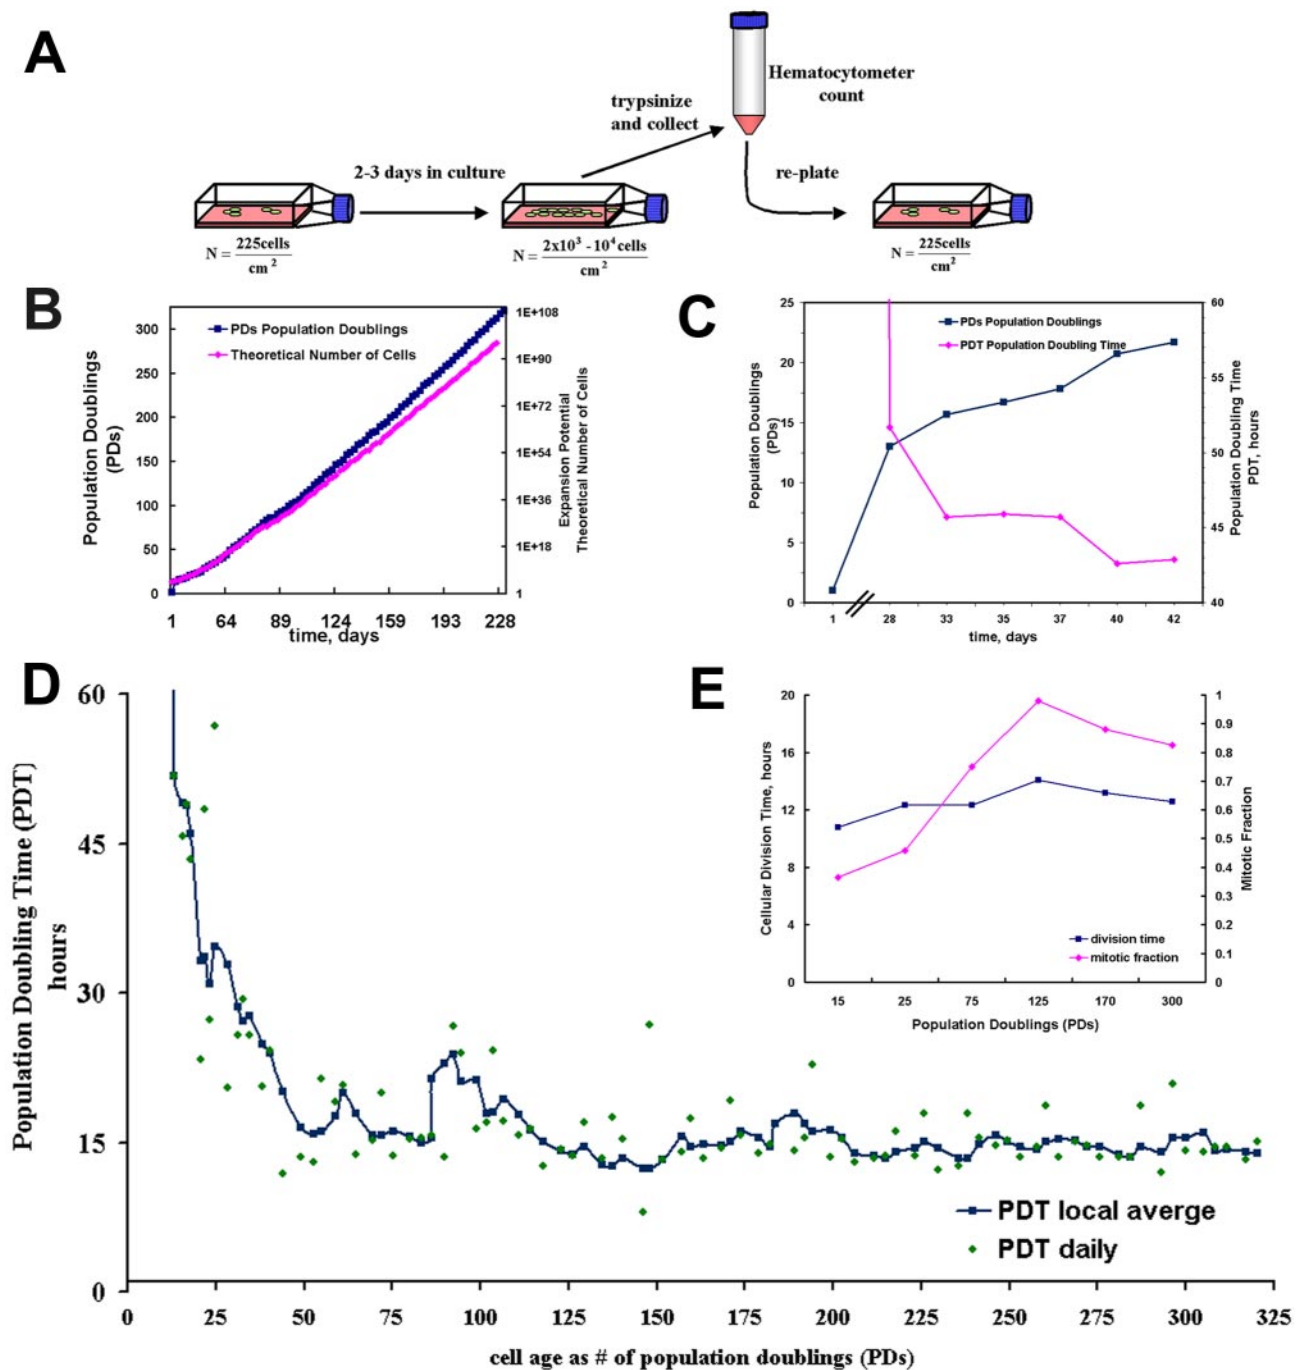 A
Hematocytometer
count
trypsinize
and collect
2-3 days in culture
re-plate
N = 225cells
cm 2
N = 2x10³ - 10⁴ cells
cm 2
N = 225cells
cm 2
B
Population Doublings
(PDs)
300
250
200
150
100
50
0
PDs Population Doublings
Theoretical Number of Cells
1E+108
1E+90
1E+72
1E+54
1E+36
1E+18
1
Expansion Potential
Theoretical Number of Cells
1 64 89 124 159 193 228
time, days
C
Population Doublings
(PDs)
25
20
15
10
5
0
PDs Population Doublings
PDT Population Doubling Time
60
55
50
45
40
Population Doubling Time
PDT, hours
1 28 33 35 37 40 42
time, days
D
Population Doubling Time (PDT)
hours
60
45
30
15
0
PDT local averge
PDT daily
0 25 50 75 100 125 150 175 200 225 250 275 300 325
cell age as # of population doublings (PDs)
E
Cellular Division Time, hours
20
16
12
8
4
0
1
0.9
0.8
0.7
0.6
0.5
0.4
0.3
0.2
0.1
0
Mitotic Fraction
division time
mitotic fraction
15 25 75 125 170 300
Population Doublings (PDs)